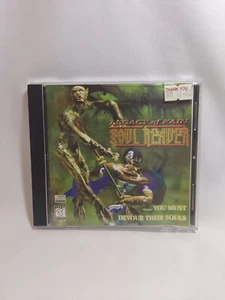 THANK YOU
LEGACY OF KAIN
SOUL REAVER
YOU MUST
DEVOUR THEIR SOULS